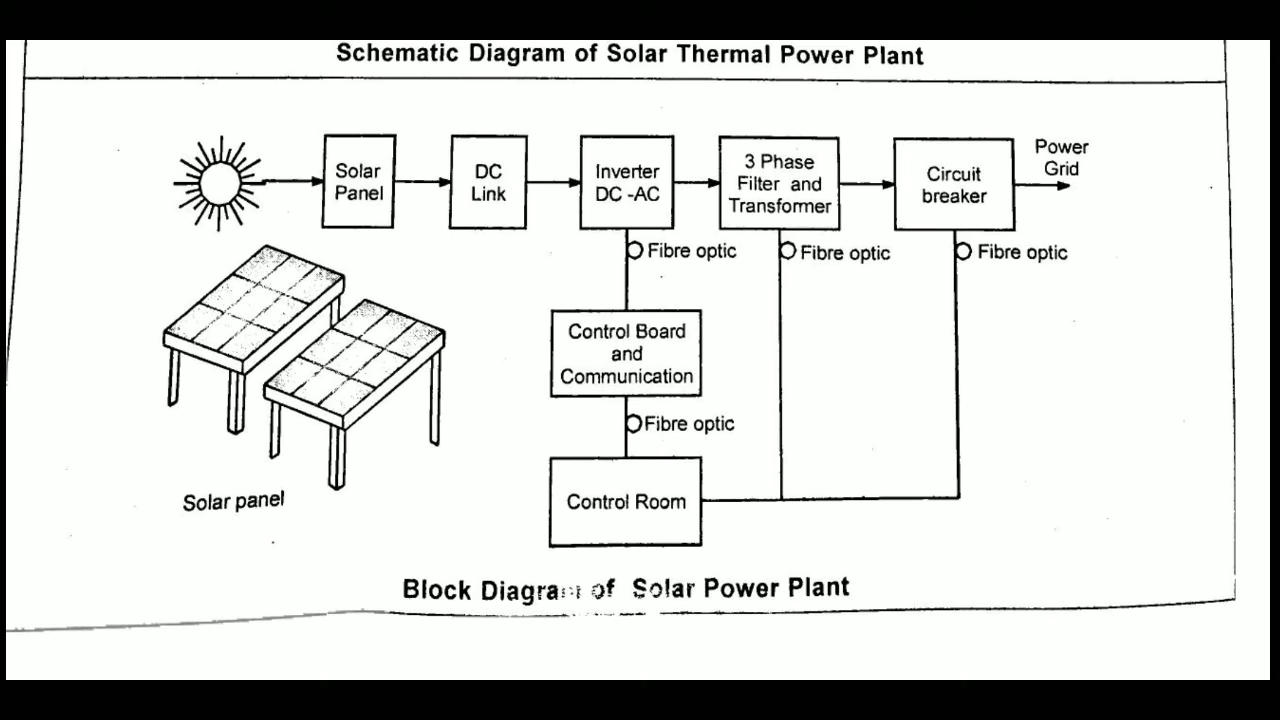 Schematic Diagram of Solar Thermal Power Plant
Solar
Panel
DC
Link
Inverter
DC -AC
3 Phase
Filter and
Transformer
Circuit
breaker
Power
Grid
Fibre optic
Fibre optic
Fibre optic
Control Board
and
Communication
Fibre optic
Control Room
Solar panel
Block Diagram of Solar Power Plant